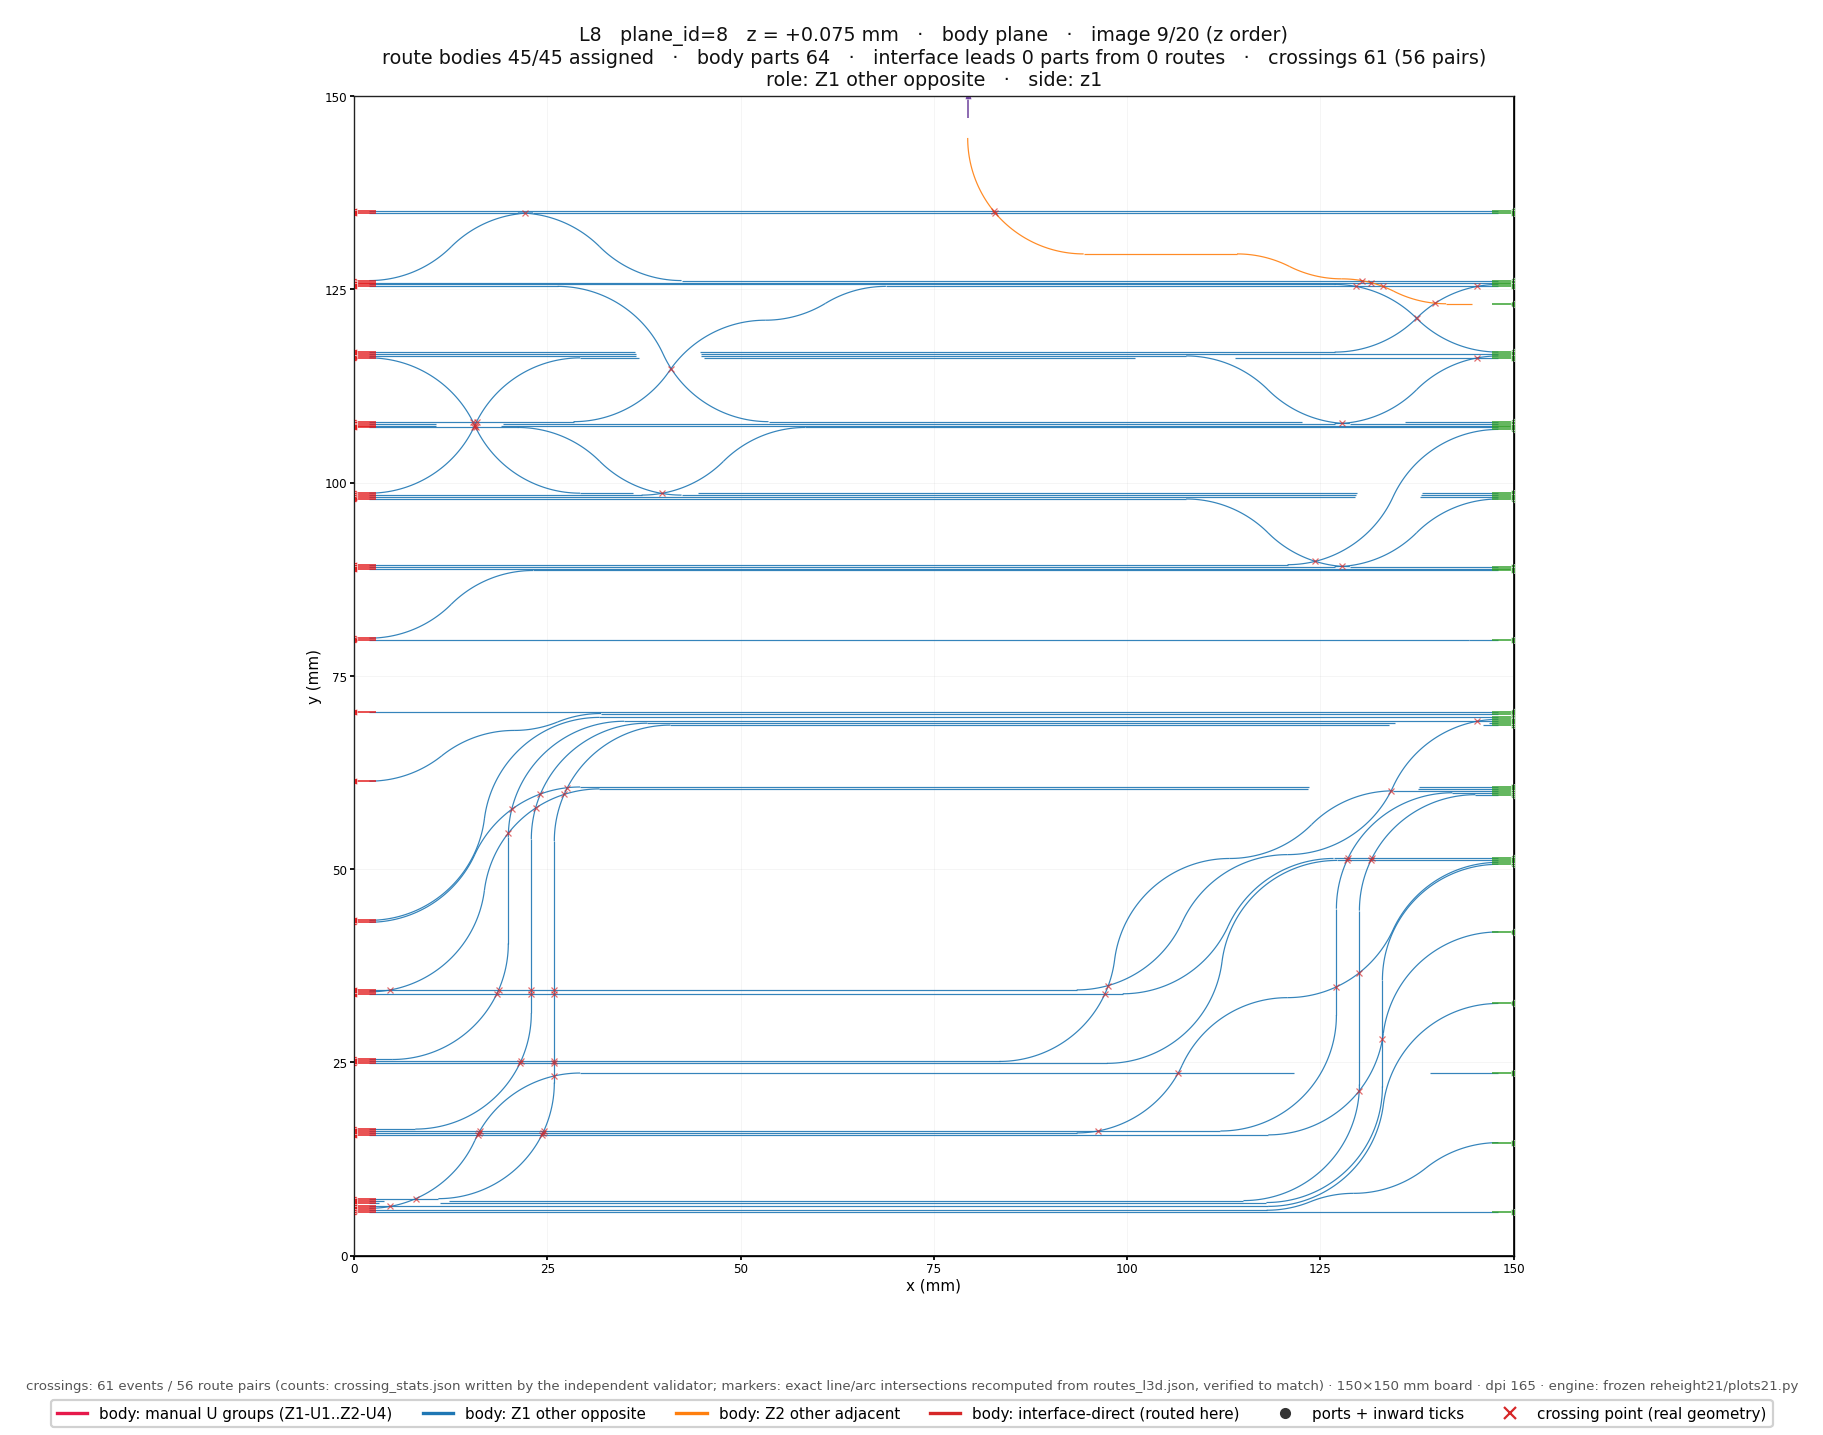 L8   plane_id=8   z = +0.075 mm   ·   body plane   ·   image 9/20 (z order)
route bodies 45/45 assigned   ·   body parts 64   ·   interface leads 0 parts from 0 routes   ·   crossings 61 (56 pairs)
role: Z1 other opposite   ·   side: z1
150
125
100
75
50
25
0
y (mm)
0 25 50 75 100 125 150
x (mm)
crossings: 61 events / 56 route pairs (counts: crossing_stats.json written by the independent validator; markers: exact line/arc intersections recomputed from routes_l3d.json, verified to match) · 150×150 mm board · dpi 165 · engine: frozen reheight21/plots21.py
body: manual U groups (Z1-U1..Z2-U4) body: Z1 other opposite body: Z2 other adjacent body: interface-direct (routed here) ports + inward ticks crossing point (real geometry)